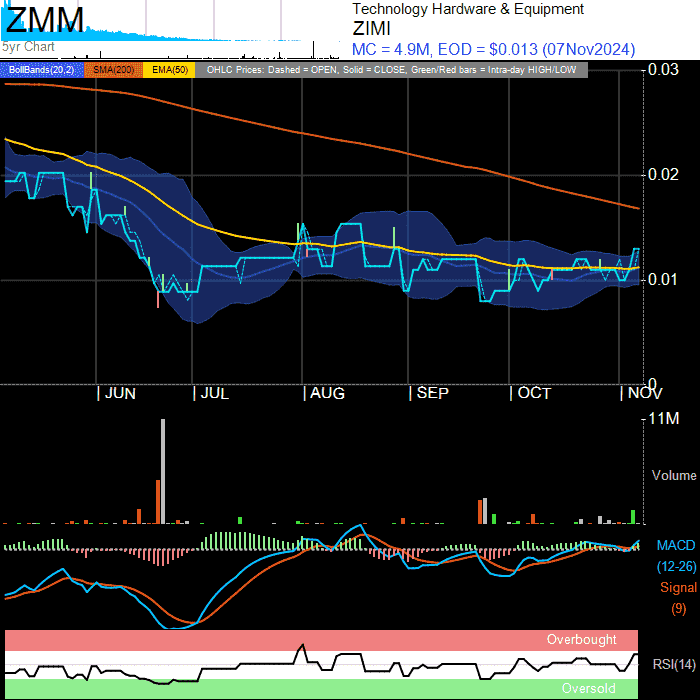 ZMM
5yr Chart
Technology Hardware & Equipment
ZIMI
MC = 4.9M, EOD = $0.013 (07Nov2024)
BollBands(20,2) SMA(200) EMA(50) OHLC Prices: Dashed = OPEN, Solid = CLOSE, Green/Red bars = Intra-day HIGH/LOW
0.03
0.02
0.01
0
JUN JUL AUG SEP OCT NOV
11M
Volume
MACD
(12-26)
Signal
(9)
Overbought
RSI(14)
Oversold